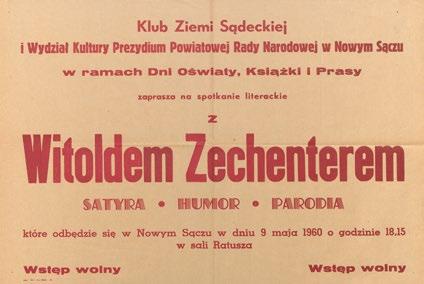 Klub Ziemi Sądeckiej
i Wydział Kultury Prezydium Powiatowej Rady Narodowej w Nowym Sączu
w ramach Dni Oświaty, Książki i Prasy
zaprasza na spotkanie literackie
z
Witoldem Zechenterem
SATYRA • HUMOR • PARODIA
które odbędzie się w Nowym Sączu w dniu 9 maja 1960 o godzinie 18,15
w sali Ratusza
Wstęp wolny Wstęp wolny